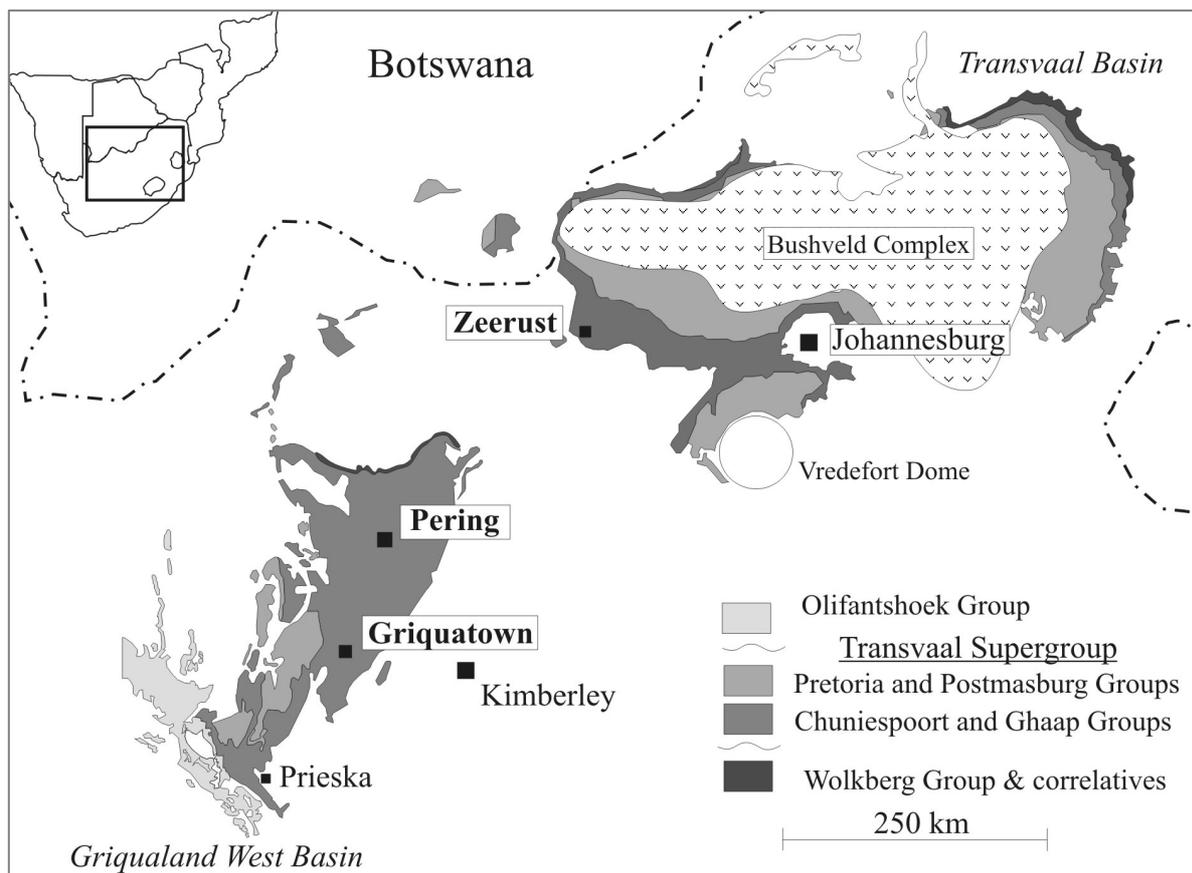 Botswana
Transvaal Basin
Bushveld Complex
Zeerust
Johannesburg
Vredefort Dome
Pering
Griquatown
Kimberley
Prieska
Griqualand West Basin
Olifantshoek Group
Transvaal Supergroup
Pretoria and Postmasburg Groups
Chuniespoort and Ghaap Groups
Wolkberg Group & correlatives
250 km